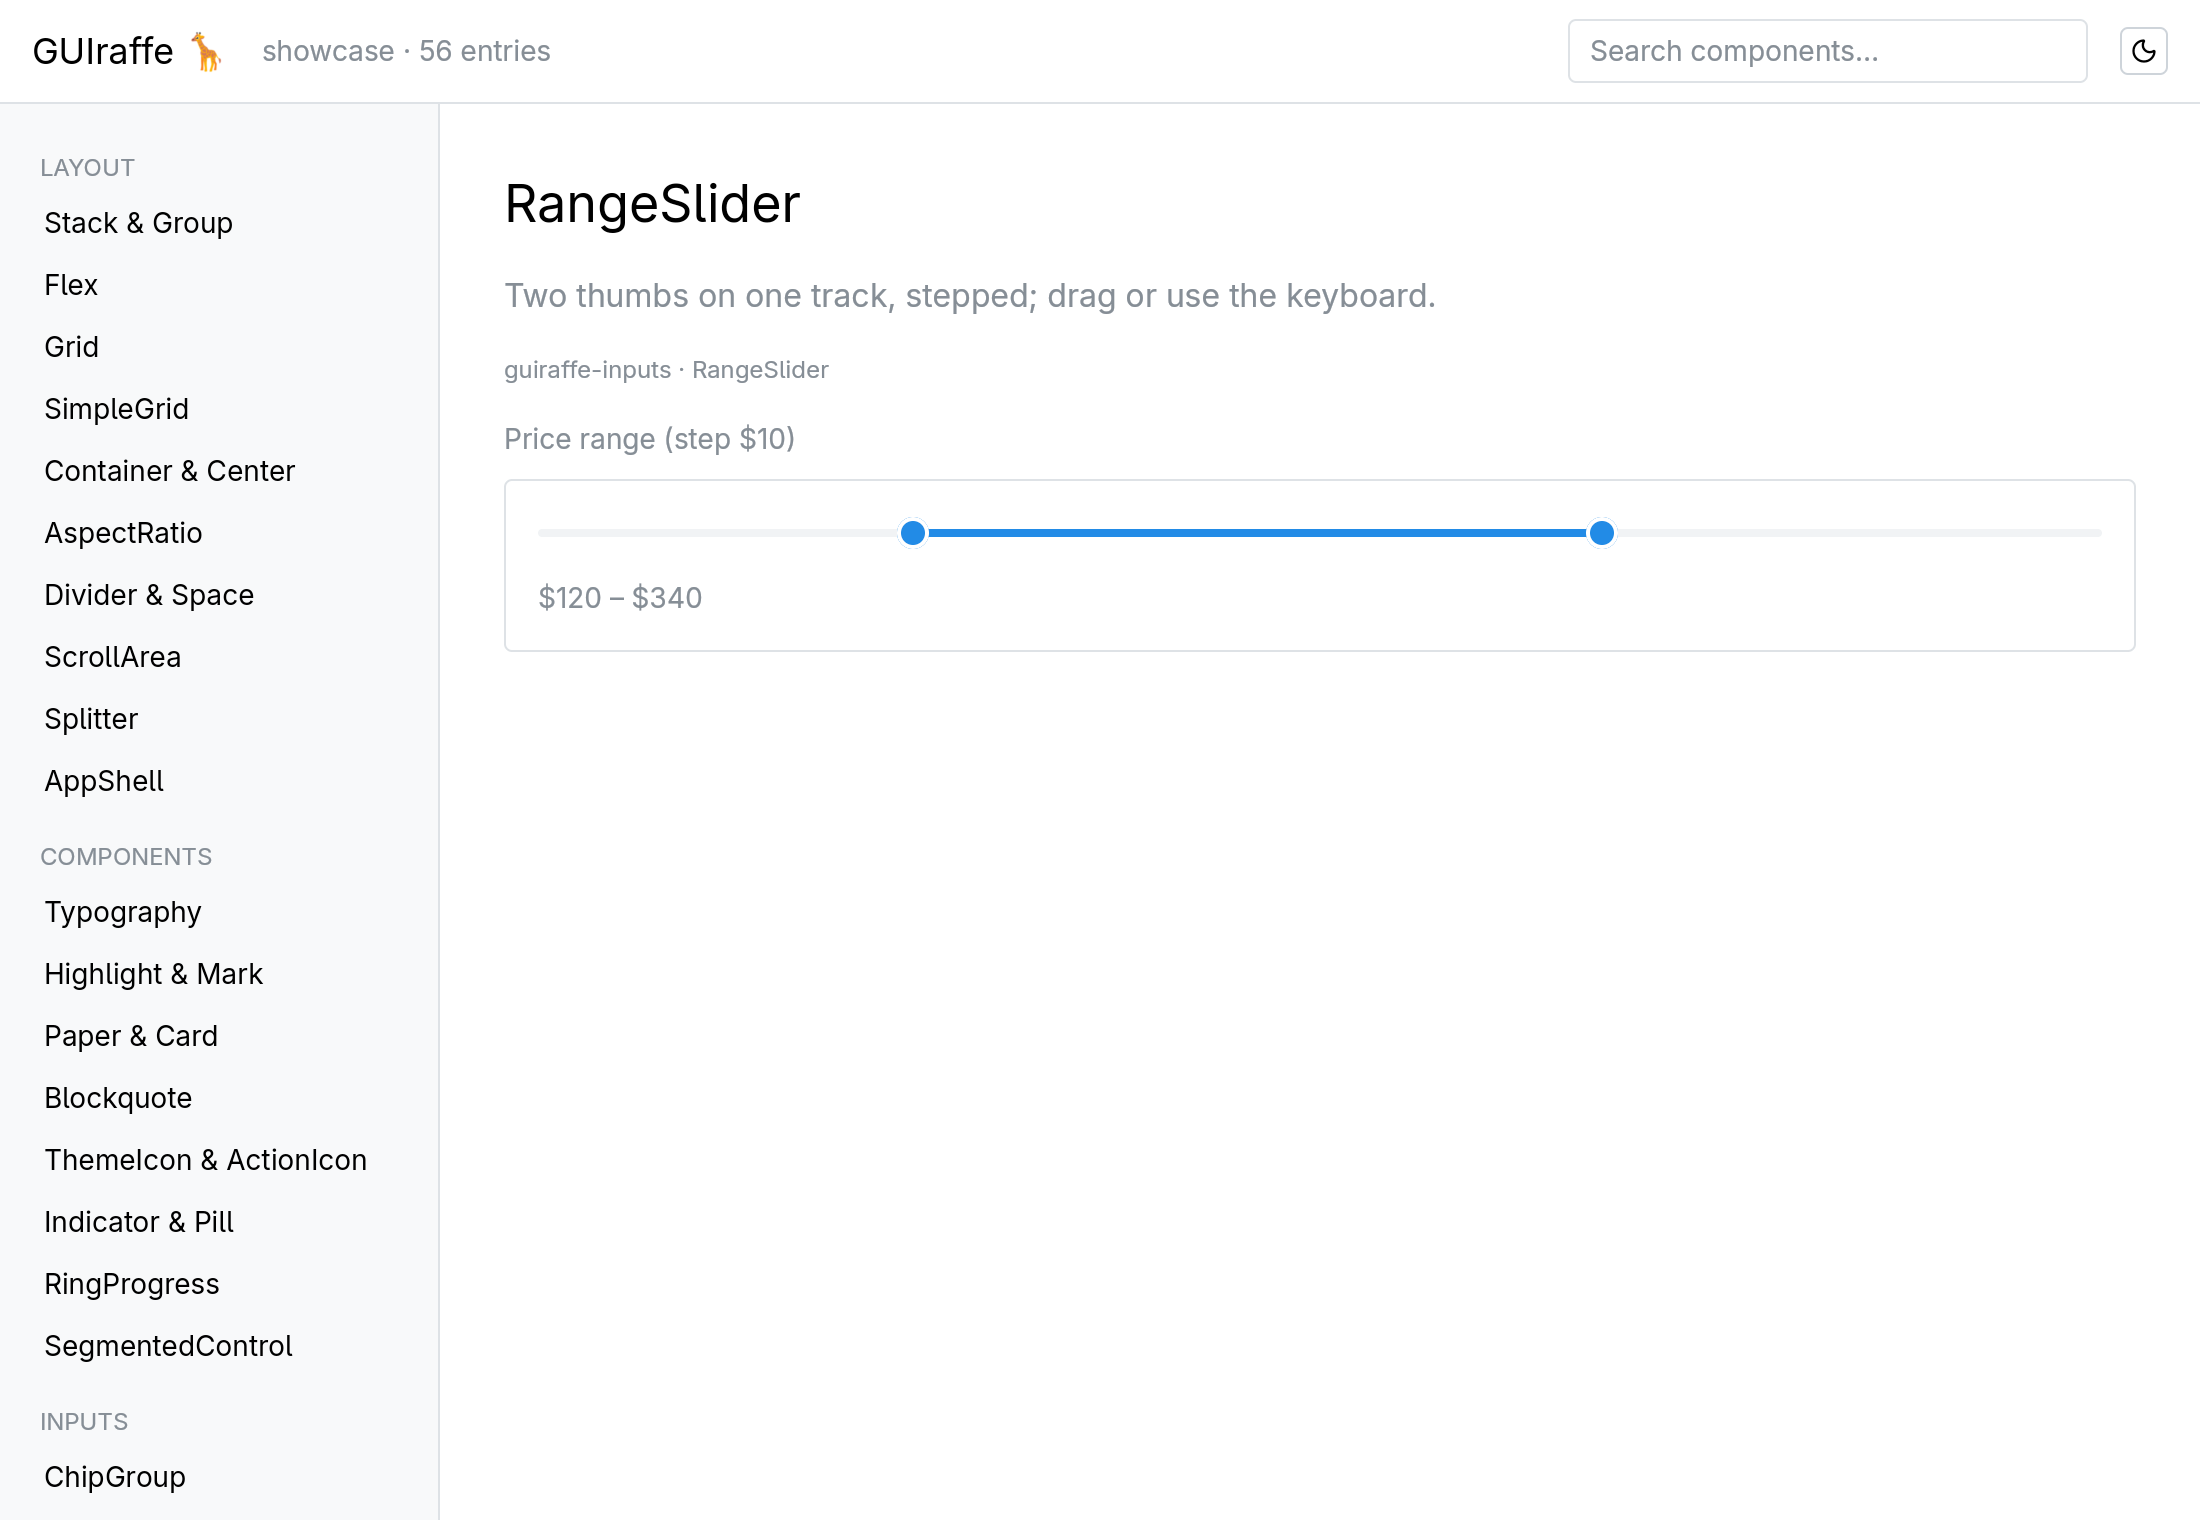 GUIraffe 🦒 showcase · 56 entries Search components...
LAYOUT
Stack & Group
Flex
Grid
SimpleGrid
Container & Center
AspectRatio
Divider & Space
ScrollArea
Splitter
AppShell
COMPONENTS
Typography
Highlight & Mark
Paper & Card
Blockquote
ThemeIcon & ActionIcon
Indicator & Pill
RingProgress
SegmentedControl
INPUTS
ChipGroup
RangeSlider
Two thumbs on one track, stepped; drag or use the keyboard.
guiraffe-inputs · RangeSlider
Price range (step $10)
$120 – $340